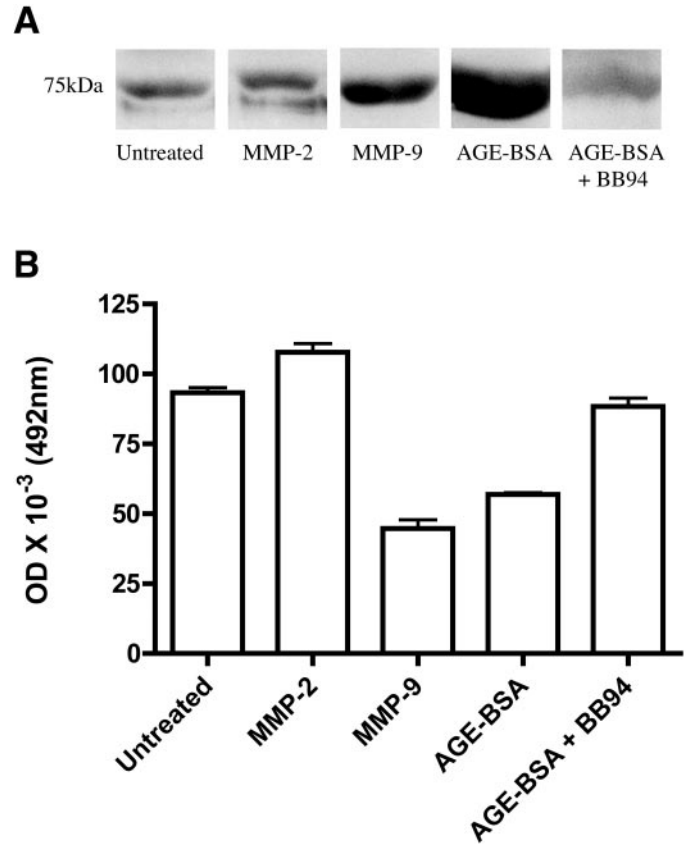 A
75kDa
Untreated MMP-2 MMP-9 AGE-BSA AGE-BSA
+ BB94
B
OD X 10⁻³ (492nm)
125
100
75
50
25
0
Untreated
MMP-2
MMP-9
AGE-BSA
AGE-BSA + BB94